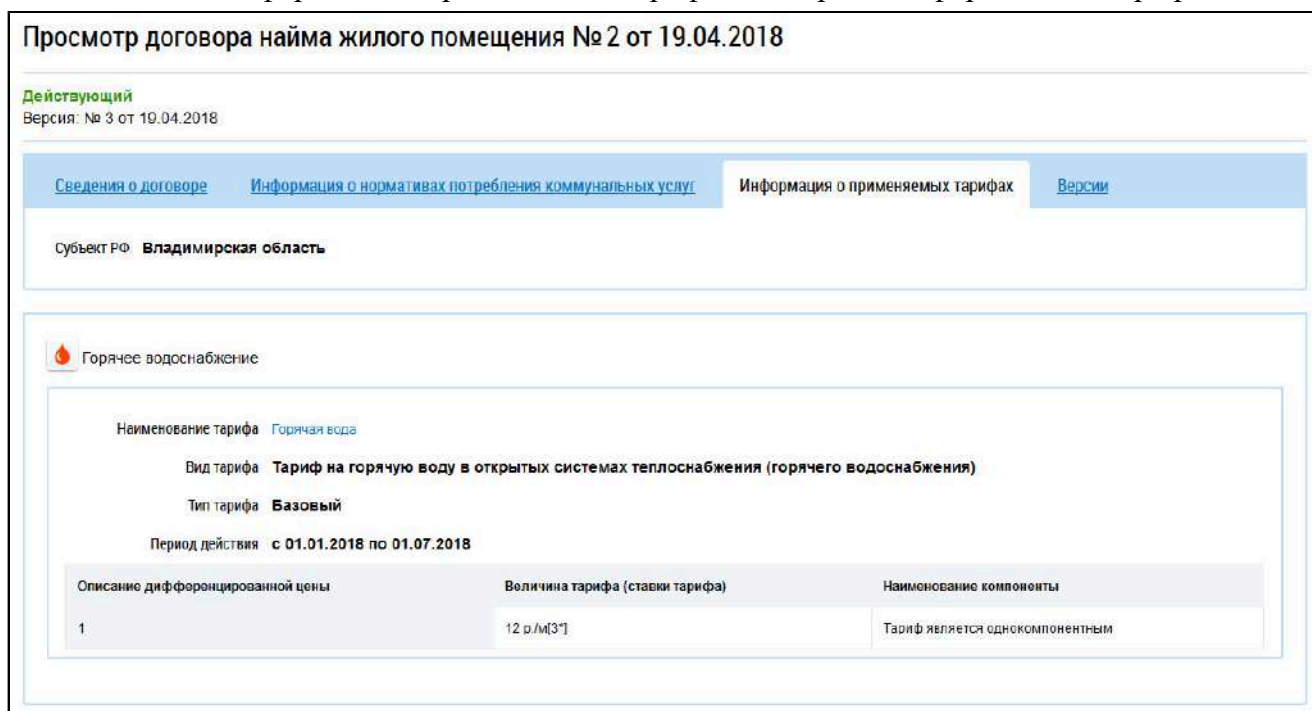 Просмотр договора найма жилого помещения № 2 от 19.04.2018
Действующий
Версия: № 3 от 19.04.2018
Сведения о договоре Информация о нормативах потребления коммунальных услуг Информация о применяемых тарифах Версии
Субъект РФ Владимирская область
Горячее водоснабжение
Наименование тарифа Горячая вода
Вид тарифа Тариф на горячую воду в открытых системах теплоснабжения (горячего водоснабжения)
Тип тарифа Базовый
Период действия с 01.01.2018 по 01.07.2018
Описание дифференцированной цены Величина тарифа (ставки тарифа) Наименование компоненты
1 12 р./м[3*] Тариф является однокомпонентным